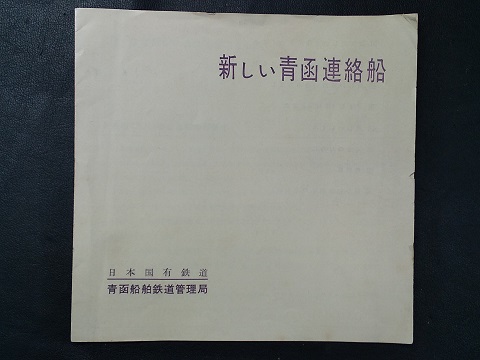 新しい青函連絡船
日本国有鉄道
青函船舶鉄道管理局